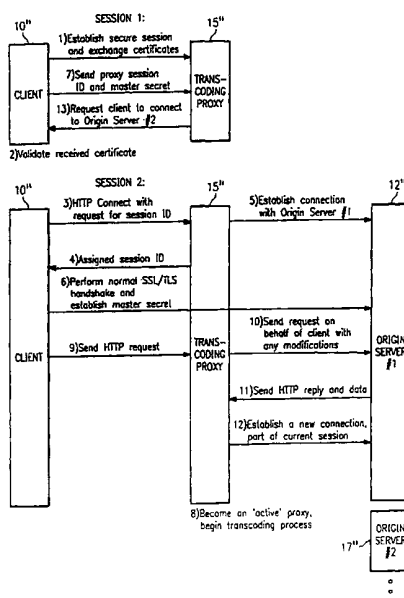 SESSION 1:
10"
15"
1)Establish secure session
and exchange certificates
7)Send proxy session
ID and master secret
CLIENT
TRANS-
CODING
PROXY
13)Request client to connect
to Origin Server #2
2)Validate received certificate
SESSION 2:
10"
15"
12"
3)HTTP Connect with
request for session ID
5)Establish connection
with Origin Server #1
4)Assigned session ID
6)Perform normal SSL/TLS
handshake and
establish master secret
10)Send request on
behalf of client with
any modifications
CLIENT
9)Send HTTP request
TRANS-
CODING
PROXY
ORIGIN
SERVER
#1
11)Send HTTP reply and data
12)Establish a new connection,
part of current session
8)Become an 'active' proxy,
begin transcoding process
17"
ORIGIN
SERVER
#2